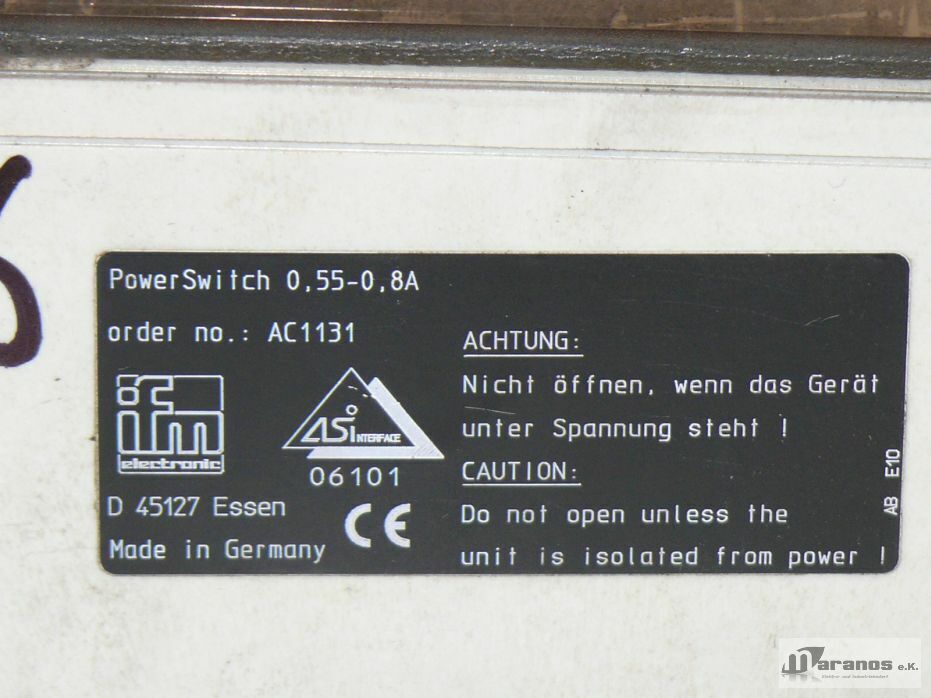 PowerSwitch 0,55-0,8A
order no.: AC1131
ifm
electronic
ASi INTERFACE
06101
D 45127 Essen
CE
Made in Germany
ACHTUNG:
Nicht öffnen, wenn das Gerät
unter Spannung steht !
CAUTION:
Do not open unless the
unit is isolated from power !
AB E10
Maranos e.K.